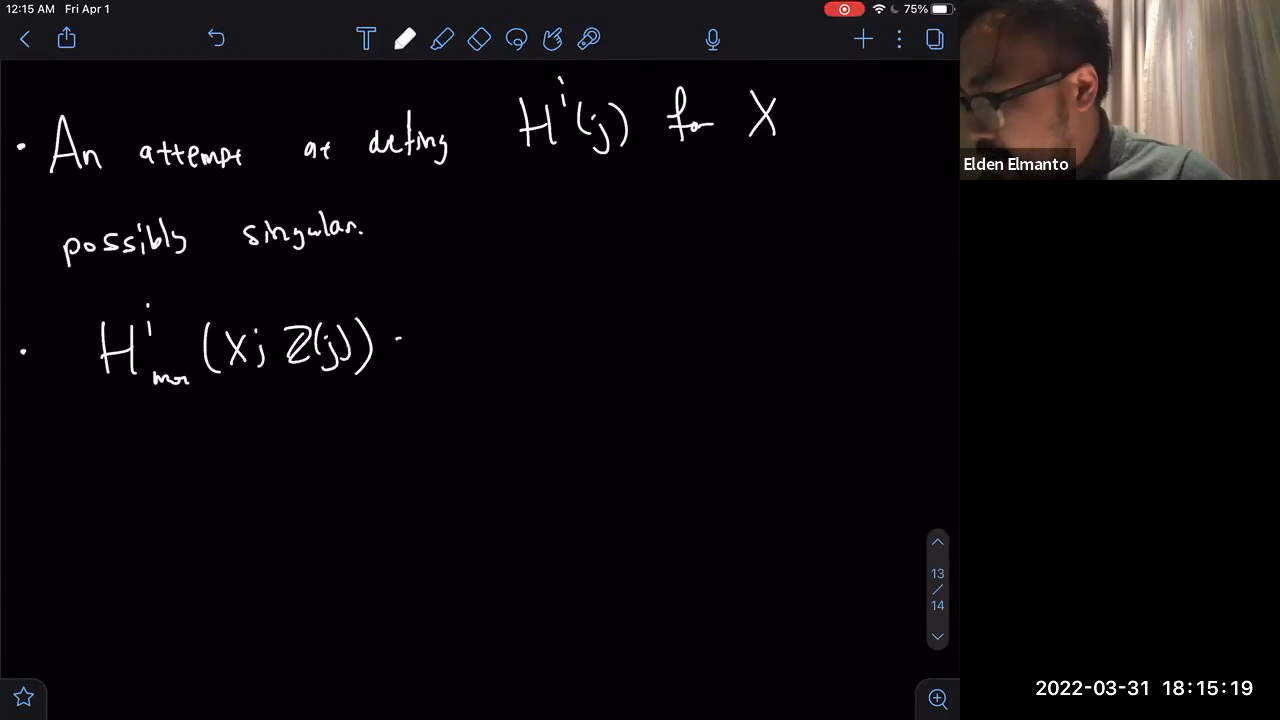 12:15 AM Fri Apr 1
75%
T
• An attempt at defing H^i(j) for X
possibly singular.
• H^i_mot (X; Z(j)) .
Elden Elmanto
13
/
14
2022-03-31 18:15:19